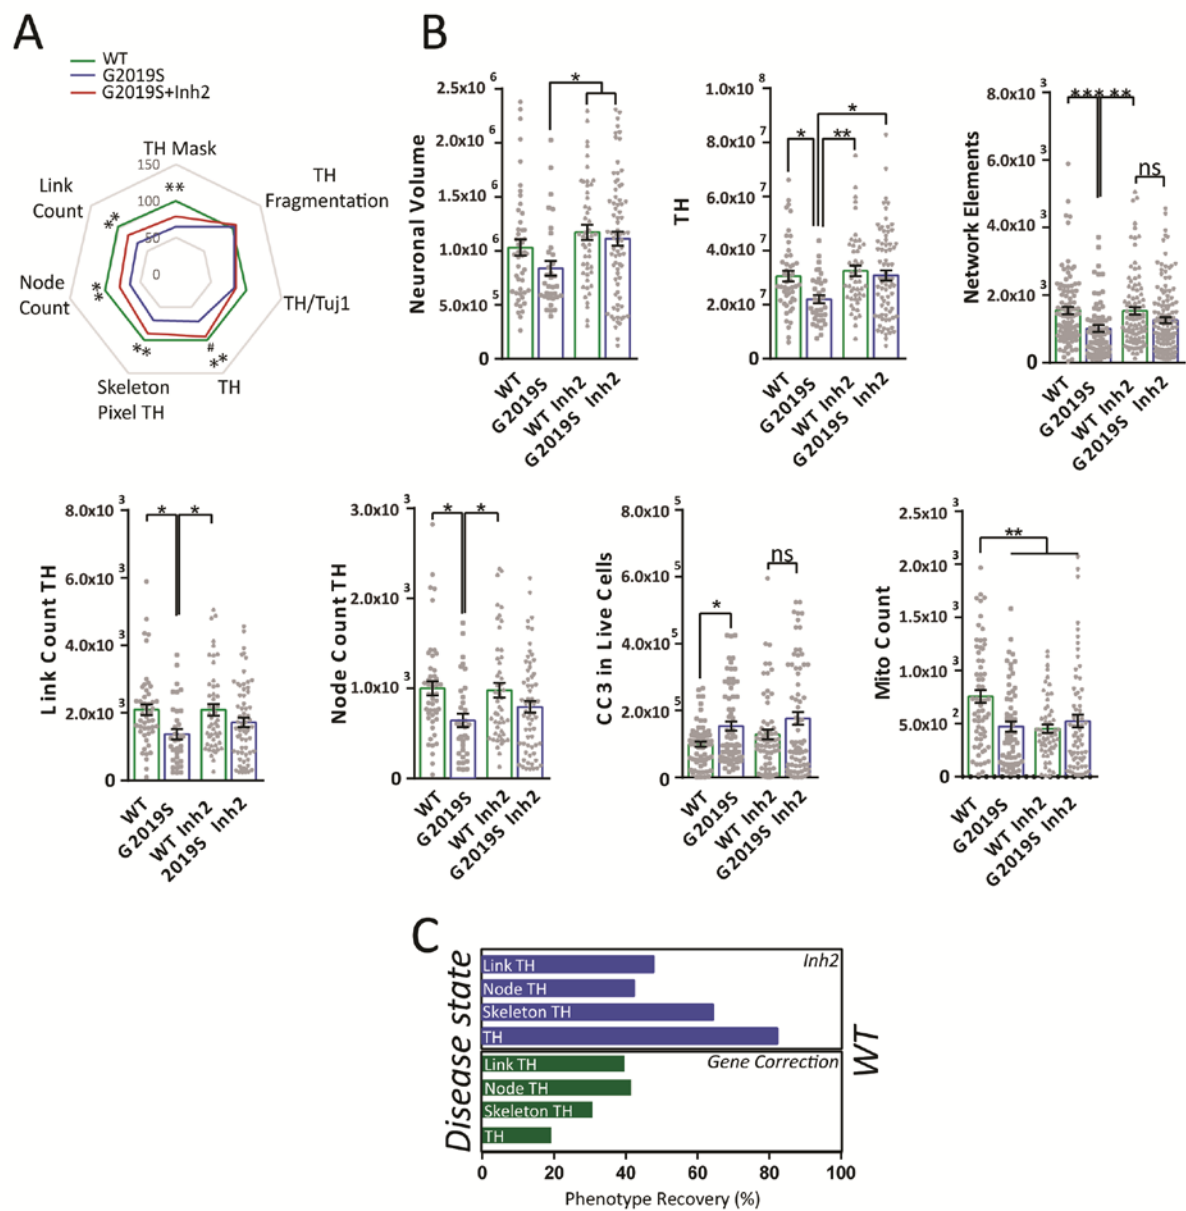 A
WT
G2019S
G2019S+Inh2
TH Mask
150
100
50
0
**
TH
Fragmentation
TH/Tuj1
#
**
TH
**
Skeleton
Pixel TH
**
Node
Count
**
Link
Count
B
Neuronal Volume
2.5x10 6
2.0x10 6
1.5x10 6
1.0x10 6
5.0x10 5
0
*
WT
G2019S
WT Inh2
G2019S Inh2
TH
1.0x10 8
8.0x10 7
6.0x10 7
4.0x10 7
2.0x10 7
0
*
**
*
WT
G2019S
WT Inh2
G2019S Inh2
Network Elements
8.0x10 3
6.0x10 3
4.0x10 3
2.0x10 3
0
*****
ns
WT
G2019S
WT Inh2
G2019S Inh2
Link Count TH
8.0x10 3
6.0x10 3
4.0x10 3
2.0x10 3
0
*
*
WT
G2019S
WT Inh2
2019S Inh2
Node Count TH
3.0x10 3
2.0x10 3
1.0x10 3
0
*
*
WT
G2019S
WT Inh2
G2019S Inh2
CC3 in Live Cells
8.0x10 5
6.0x10 5
4.0x10 5
2.0x10 5
0
*
ns
WT
G2019S
WT Inh2
G2019S Inh2
Mito Count
2.5x10 3
2.0x10 3
1.5x10 3
1.0x10 3
5.0x10 2
0
**
WT
G2019S
WT Inh2
G2019S Inh2
C
Disease state
Inh2
Link TH
Node TH
Skeleton TH
TH
Gene Correction
Link TH
Node TH
Skeleton TH
TH
WT
0 20 40 60 80 100
Phenotype Recovery (%)